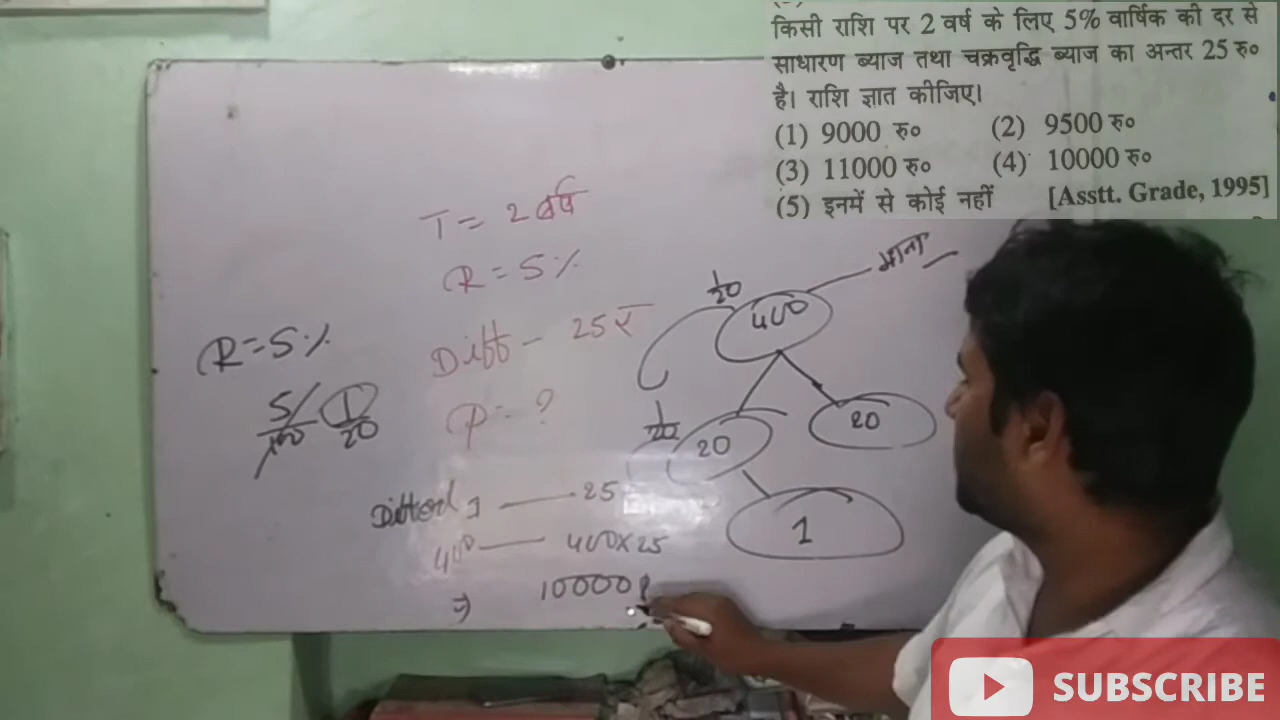 किसी राशि पर 2 वर्ष के लिए 5% वार्षिक की दर से
साधारण ब्याज तथा चक्रवृद्धि ब्याज का अन्तर 25 रु०
है। राशि ज्ञात कीजिए।
(1) 9000 रु० (2) 9500 रु०
(3) 11000 रु० (4) 10000 रु०
(5) इनमें से कोई नहीं [Asstt. Grade, 1995]
T = 2 वर्ष
R = 5%
Diff - 25₹
P = ?
R = 5%
5/100 1/20
माना
1/20
400
1/20
20 20
1
1 — 25
400 — 400×25
⇒ 10000
SUBSCRIBE